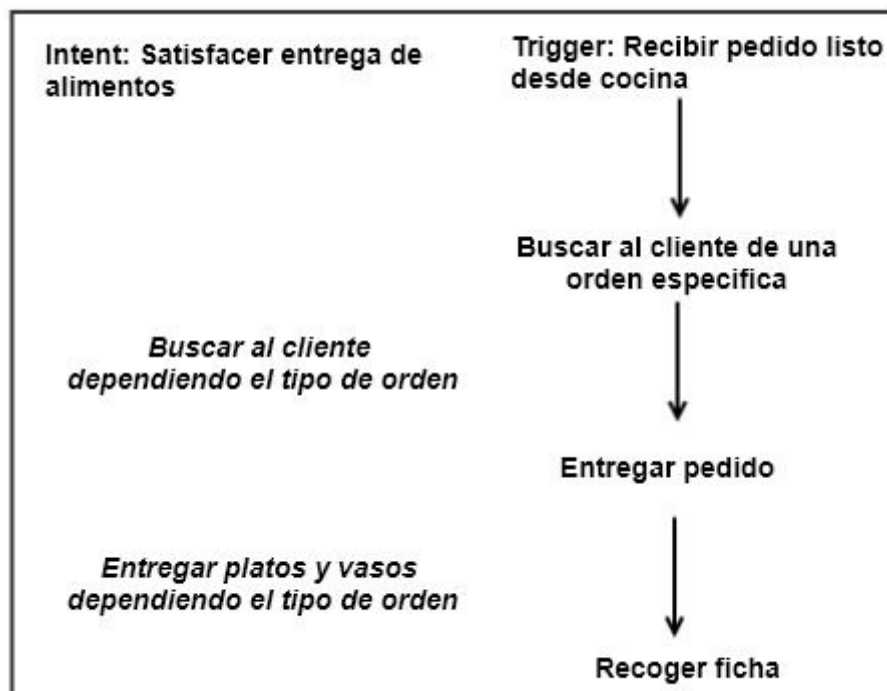 Intent: Satisfacer entrega de
alimentos
Trigger: Recibir pedido listo
desde cocina
Buscar al cliente de una
orden especifica
Buscar al cliente
dependiendo el tipo de orden
Entregar pedido
Entregar platos y vasos
dependiendo el tipo de orden
Recoger ficha